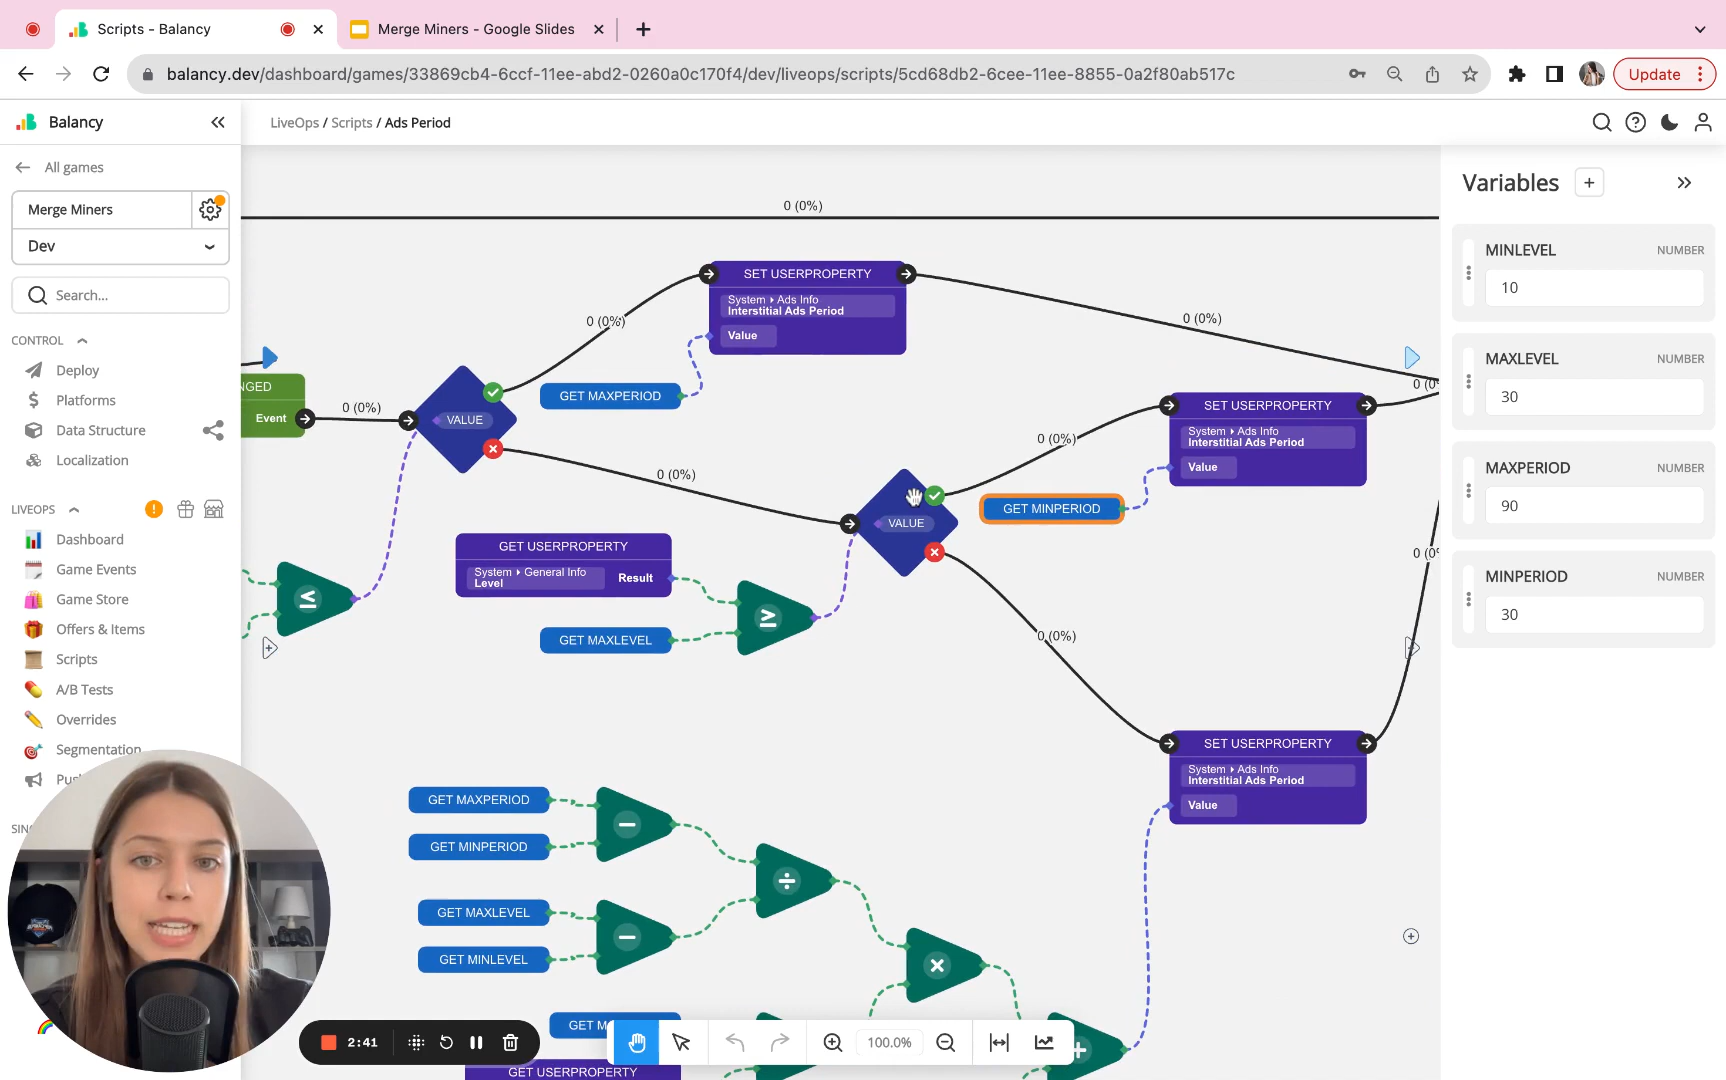 Scripts - Balancy
Merge Miners - Google Slides
balancy.dev/dashboard/games/33869cb4-6ccf-11ee-abd2-0260a0c170f4/dev/liveops/scripts/5cd68db2-6cee-11ee-8855-0a2f80ab517c
Update
Balancy
LiveOps / Scripts / Ads Period
All games
Merge Miners
Dev
Search...
CONTROL
Deploy
Platforms
Data Structure
Localization
LIVEOPS
Dashboard
Game Events
Game Store
Offers & Items
Scripts
A/B Tests
Overrides
Segmentation
0 (0%)
SET USERPROPERTY
System ▸ Ads Info
Interstitial Ads Period
Value
0 (0%)
0 (0%)
GET MAXPERIOD
NGED
Event
0 (0%)
VALUE
0 (0%)
SET USERPROPERTY
System ▸ Ads Info
Interstitial Ads Period
Value
0 (0%)
GET MINPERIOD
VALUE
GET USERPROPERTY
System ▸ General Info
Level
Result
≤
≥
GET MAXLEVEL
0 (0%)
SET USERPROPERTY
System ▸ Ads Info
Interstitial Ads Period
Value
GET MAXPERIOD
GET MINPERIOD
−
÷
GET MAXLEVEL
GET MINLEVEL
−
×
+
GET USERPROPERTY
Variables
+
MINLEVEL
NUMBER
10
MAXLEVEL
NUMBER
30
MAXPERIOD
NUMBER
90
MINPERIOD
NUMBER
30
2:41
100.0%